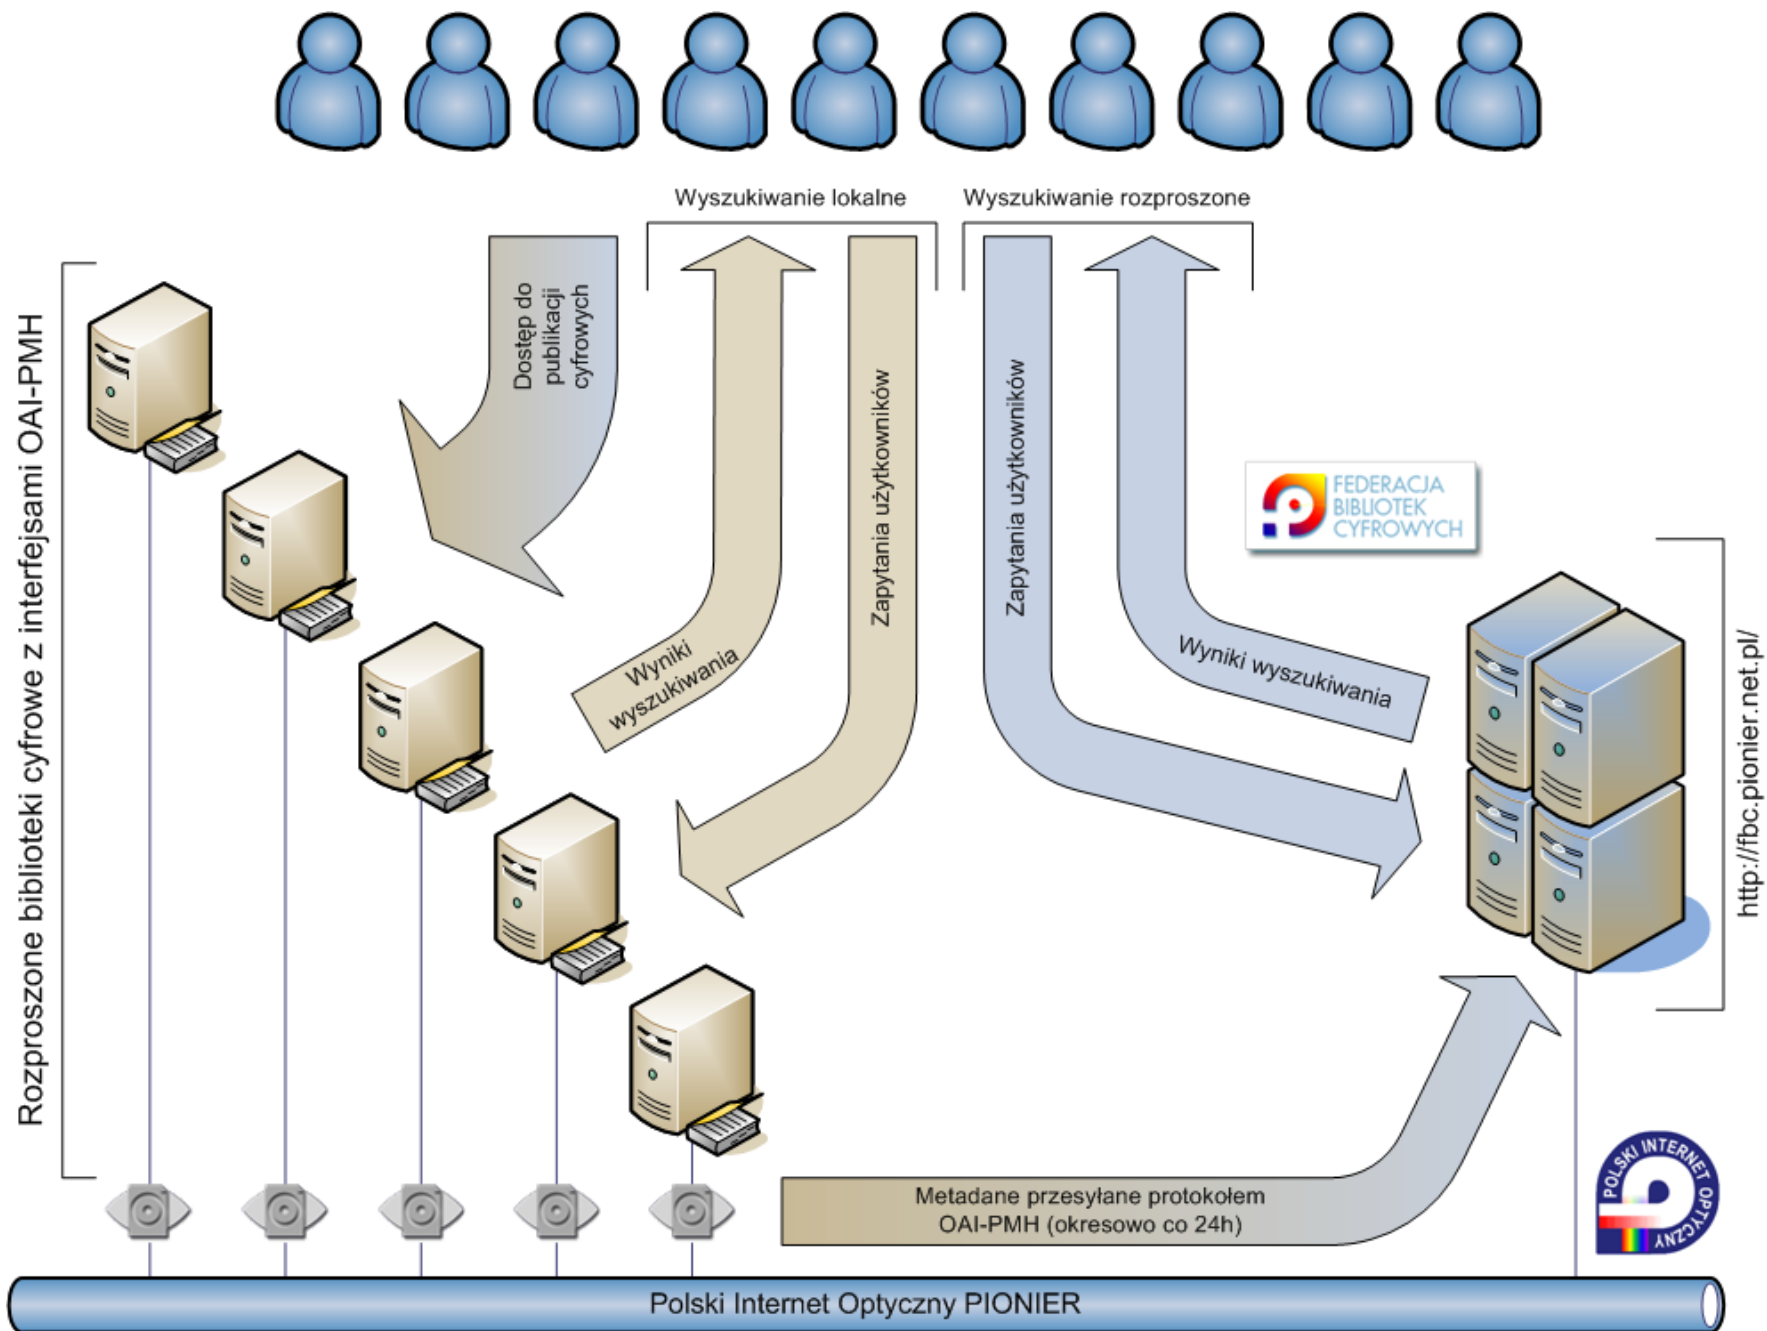 Wyszukiwanie lokalne
Wyszukiwanie rozproszone
Rozproszone biblioteki cyfrowe z interfejsami OAI-PMH
Dostęp do
publikacji
cyfrowych
Wyniki
wyszukiwania
Zapytania użytkowników
Zapytania użytkowników
Wyniki wyszukiwania
FEDERACJA
BIBLIOTEK
CYFROWYCH
http://fbc.pionier.net.pl/
Metadane przesyłane protokołem
OAI-PMH (okresowo co 24h)
POLSKI INTERNET OPTYCZNY
Polski Internet Optyczny PIONIER